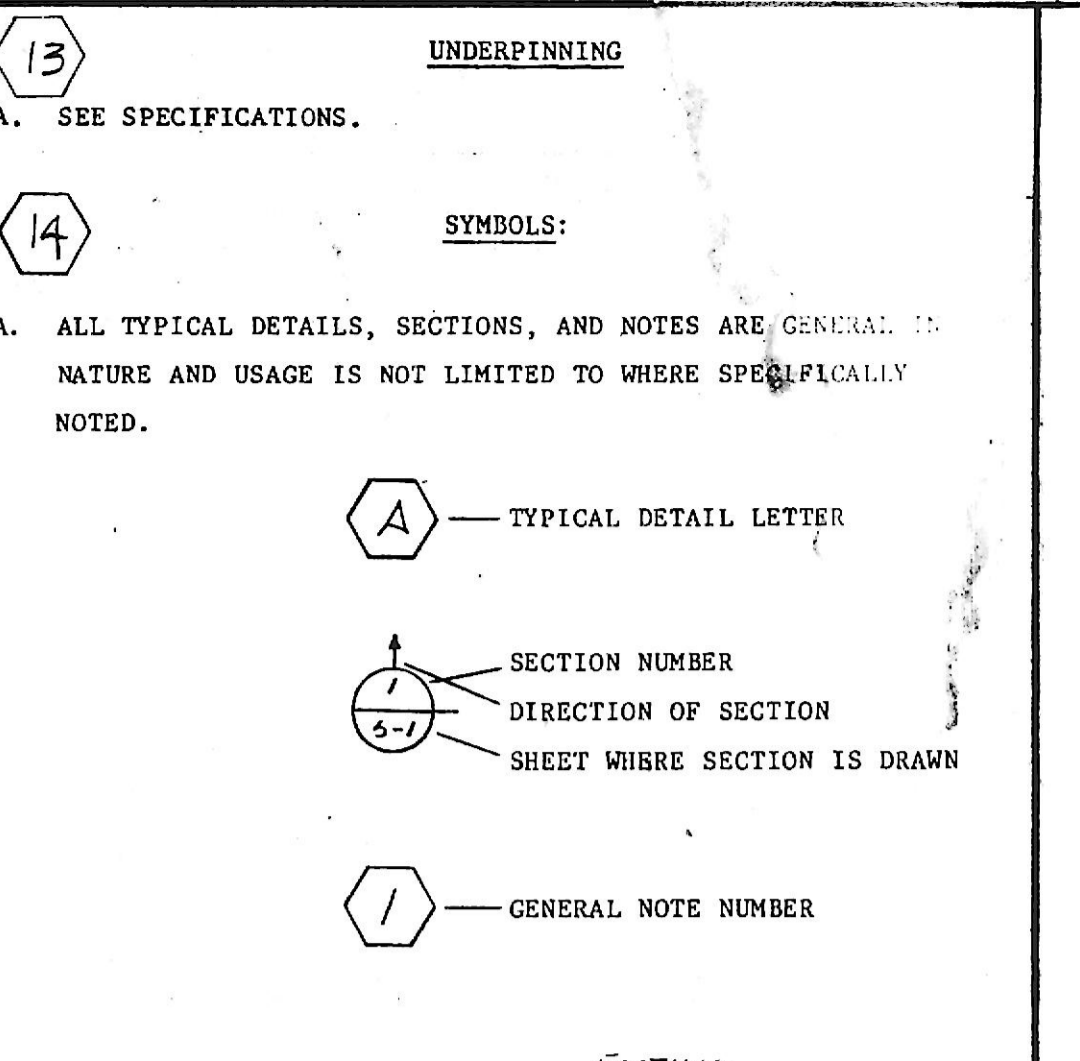 13
UNDERPINNING
A. SEE SPECIFICATIONS.
14
SYMBOLS:
A. ALL TYPICAL DETAILS, SECTIONS, AND NOTES ARE GENERAL IN
NATURE AND USAGE IS NOT LIMITED TO WHERE SPECIFICALLY
NOTED.
A
TYPICAL DETAIL LETTER
1
SECTION NUMBER
DIRECTION OF SECTION
S-1
SHEET WHERE SECTION IS DRAWN
1
GENERAL NOTE NUMBER